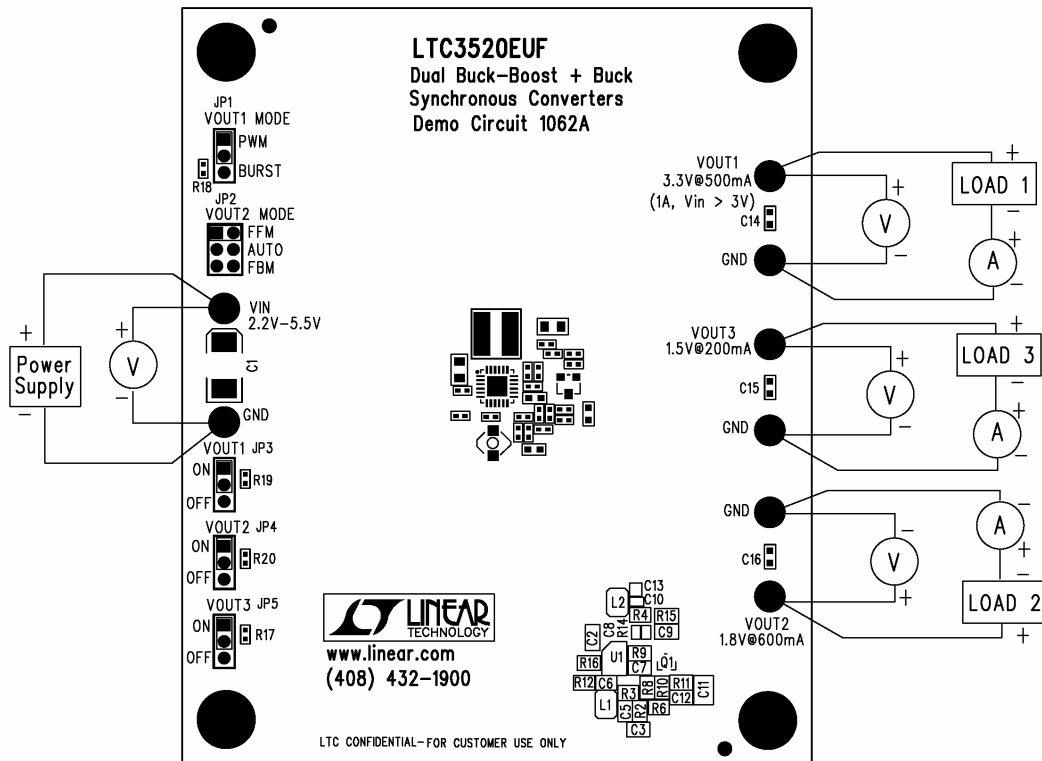 LTC3520EUF
Dual Buck-Boost + Buck
Synchronous Converters
Demo Circuit 1062A
JP1
VOUT1 MODE
PWM
BURST
R18
JP2
VOUT2 MODE
FFM
AUTO
FBM
VIN
2.2V-5.5V
+
Power
Supply
-
+
V
-
C1
GND
VOUT1 JP3
ON
R19
OFF
VOUT2 JP4
ON
R20
OFF
VOUT3 JP5
ON
R17
OFF
VOUT1
3.3V@500mA
(1A, Vin > 3V)
C14
GND
+
V
-
+
LOAD 1
-
+
A
-
VOUT3
1.5V@200mA
C15
GND
+
V
-
+
LOAD 3
-
+
A
-
GND
C16
VOUT2
1.8V@600mA
-
V
+
-
A
+
-
LOAD 2
+
LT LINEAR
TECHNOLOGY
www.linear.com
(408) 432-1900
C13
C10
L2
R4 R15
C2 C8 R14 C9
R16 U1 R9 Q1
C7
R12 C6 R3 R8 R10 R11 C11
C12
L1 C5 R2 R6
C3
LTC CONFIDENTIAL-FOR CUSTOMER USE ONLY